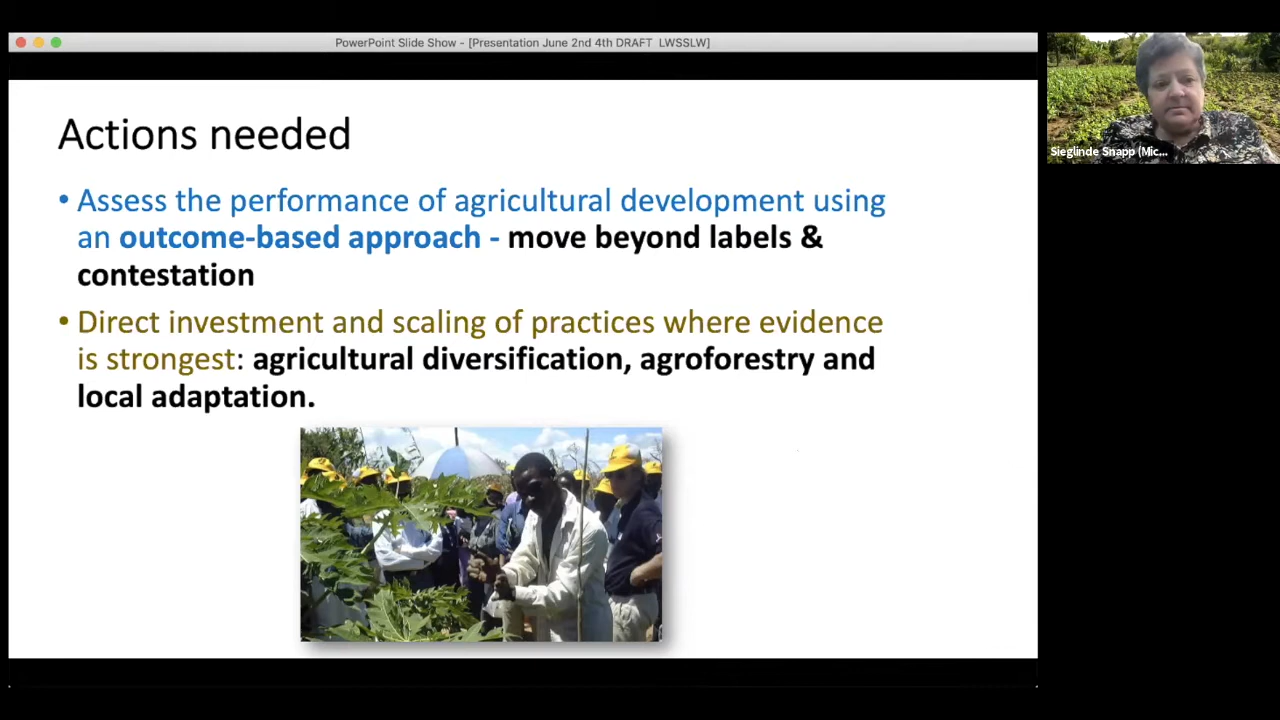 PowerPoint Slide Show - [Presentation June 2nd 4th DRAFT LWSSLW]
Actions needed
• Assess the performance of agricultural development using
an outcome-based approach - move beyond labels &
contestation
• Direct investment and scaling of practices where evidence
is strongest: agricultural diversification, agroforestry and
local adaptation.
Sieglinde Snapp (Mic...